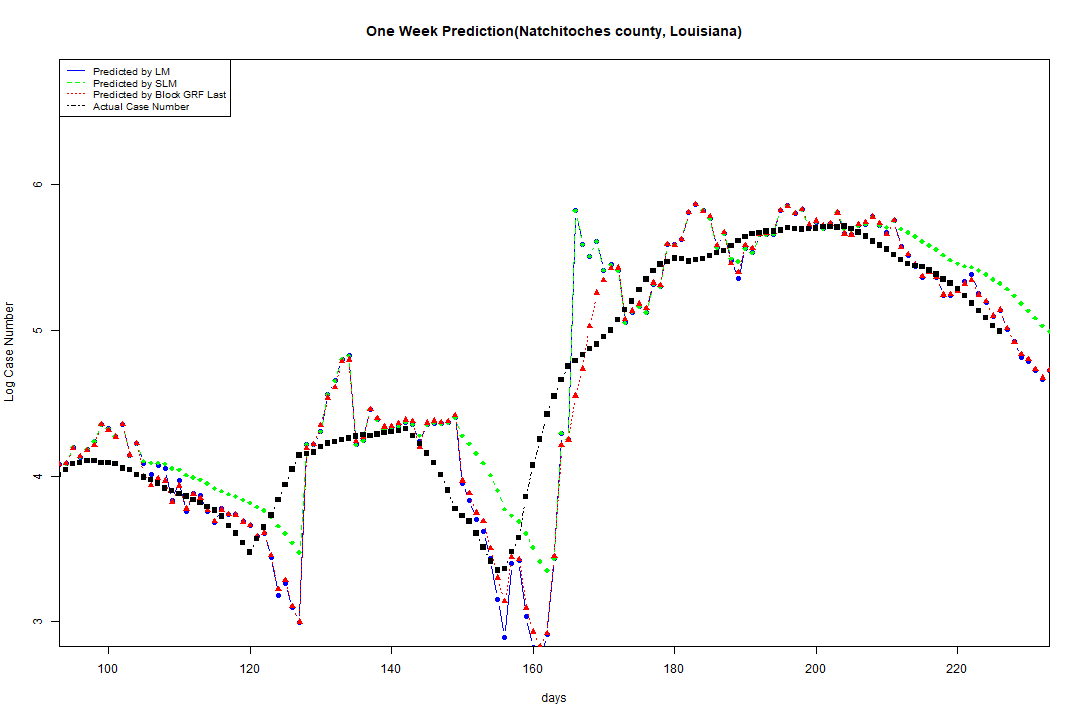 One Week Prediction(Natchitoches county, Louisiana)
Predicted by LM
Predicted by SLM
Predicted by Block GRF Last
Actual Case Number
6
5
4
3
Log Case Number
100 120 140 160 180 200 220
days